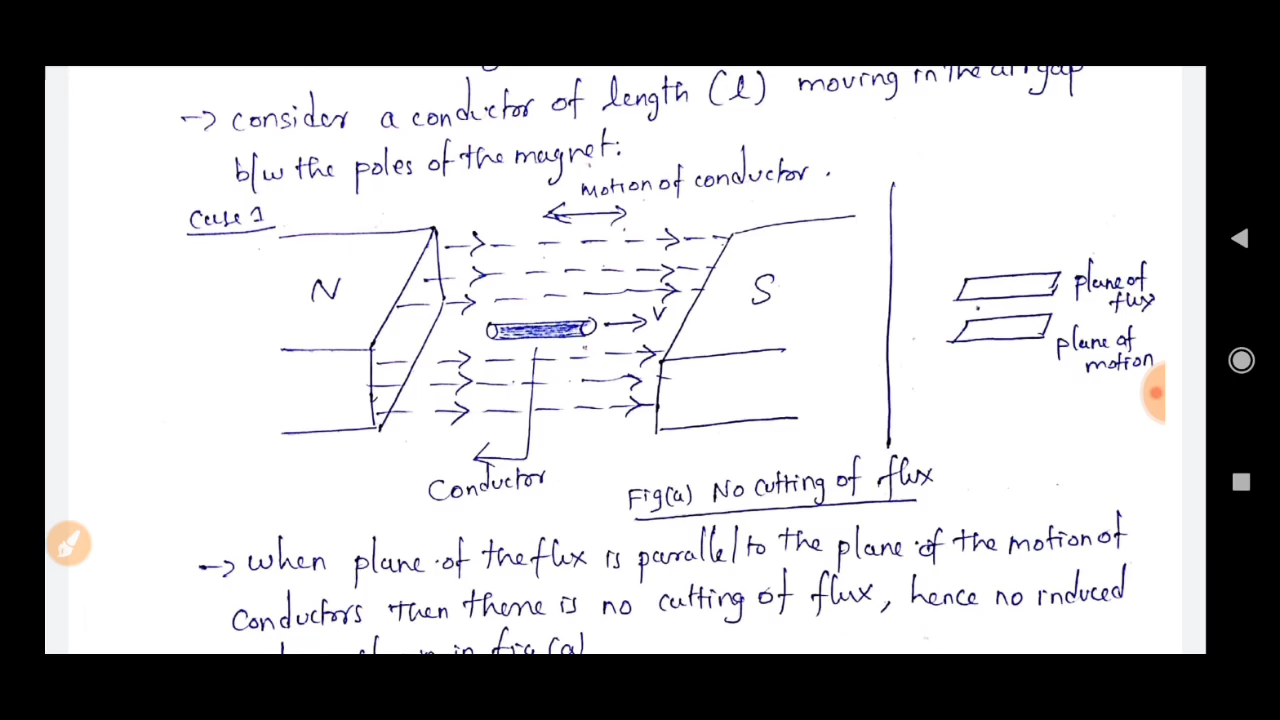 → consider a conductor of length (l) moving in the airgap
b/w the poles of the magnet:
motion of conductor.
Case 1
N
S
V
plane of
flux
plane of
motion
Conductor
Fig(a) No cutting of flux
→ when plane of the flux is parallel to the plane of the motion of
conductors then there is no cutting of flux, hence no induced
in fig (a)